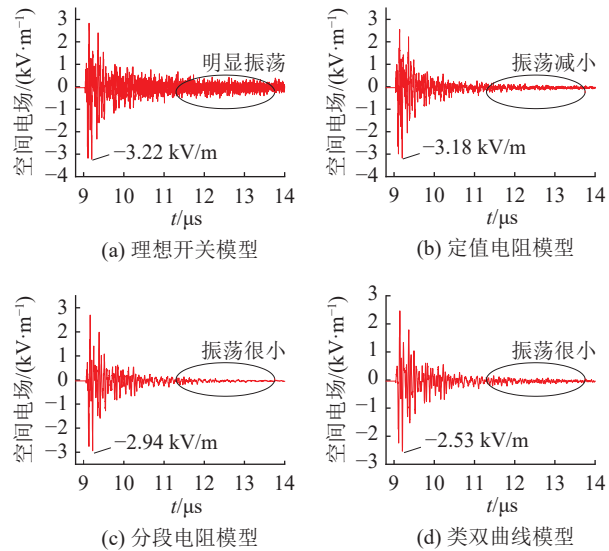 3
2
1
0
−1
−2
−3
−4
空间电场/(kV·m⁻¹)
明显振荡
−3.22 kV/m
9 10 11 12 13 14
t/μs
(a) 理想开关模型
3
2
1
0
−1
−2
−3
−4
空间电场/(kV·m⁻¹)
振荡减小
−3.18 kV/m
9 10 11 12 13 14
t/μs
(b) 定值电阻模型
3
2
1
0
−1
−2
−3
空间电场/(kV·m⁻¹)
振荡很小
−2.94 kV/m
9 10 11 12 13 14
t/μs
(c) 分段电阻模型
3
2
1
0
−1
−2
−3
空间电场/(kV·m⁻¹)
振荡很小
−2.53 kV/m
9 10 11 12 13 14
t/μs
(d) 类双曲线模型